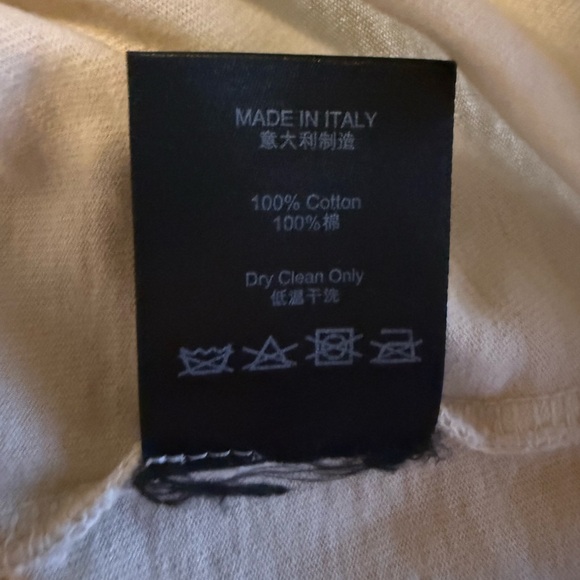 MADE IN ITALY
意大利制造
100% Cotton
100%棉
Dry Clean Only
低温干洗